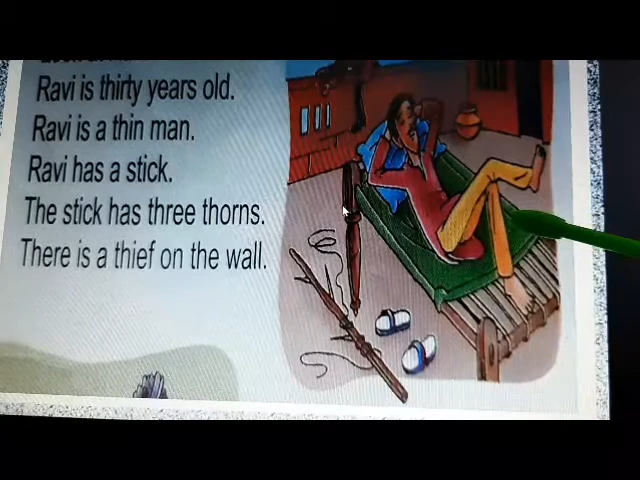 Ravi is thirty years old.
Ravi is a thin man.
Ravi has a stick.
The stick has three thorns.
There is a thief on the wall.